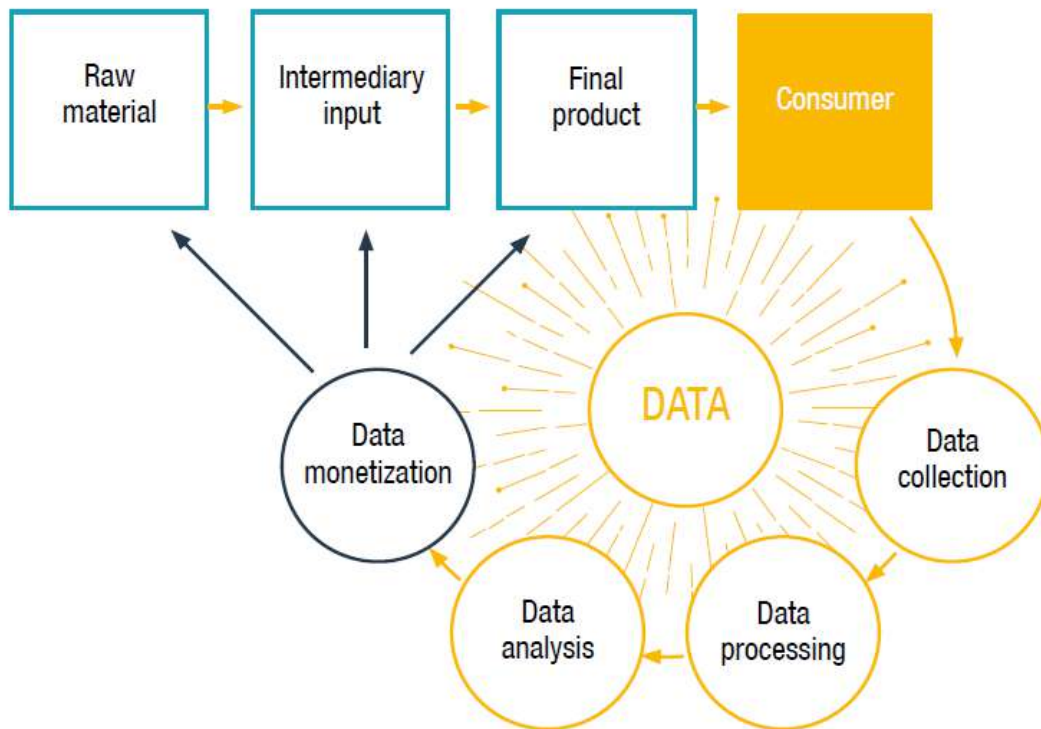 Raw
material
Intermediary
input
Final
product
Consumer
DATA
Data
collection
Data
monetization
Data
processing
Data
analysis